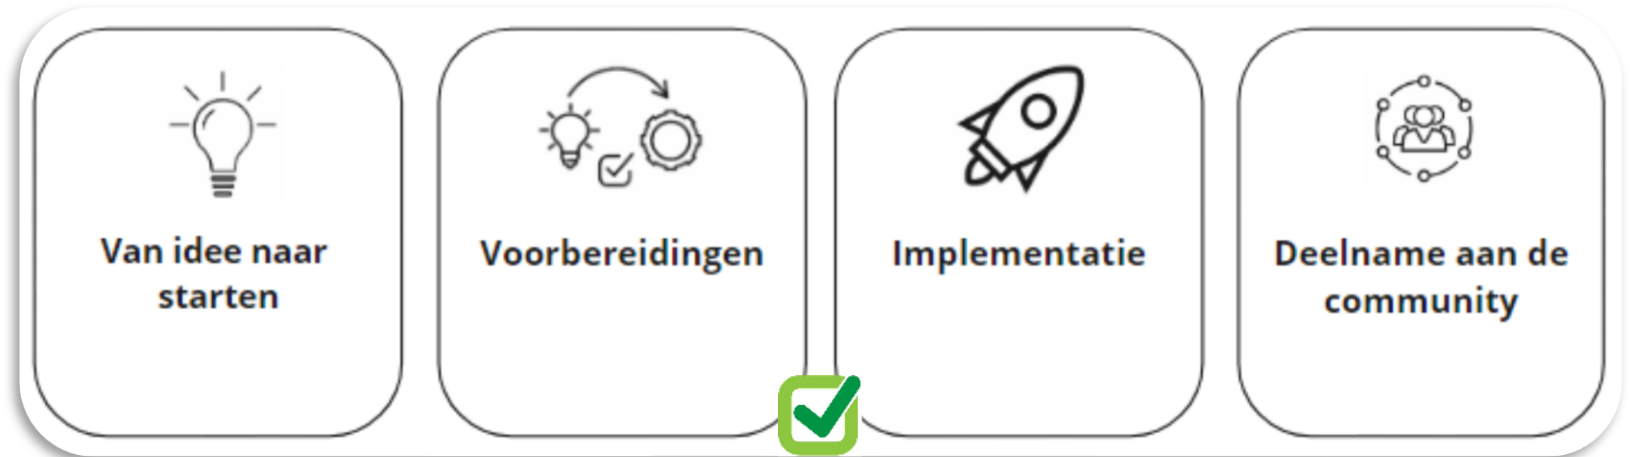 Van idee naar
starten
Voorbereidingen
Implementatie
Deelname aan de
community